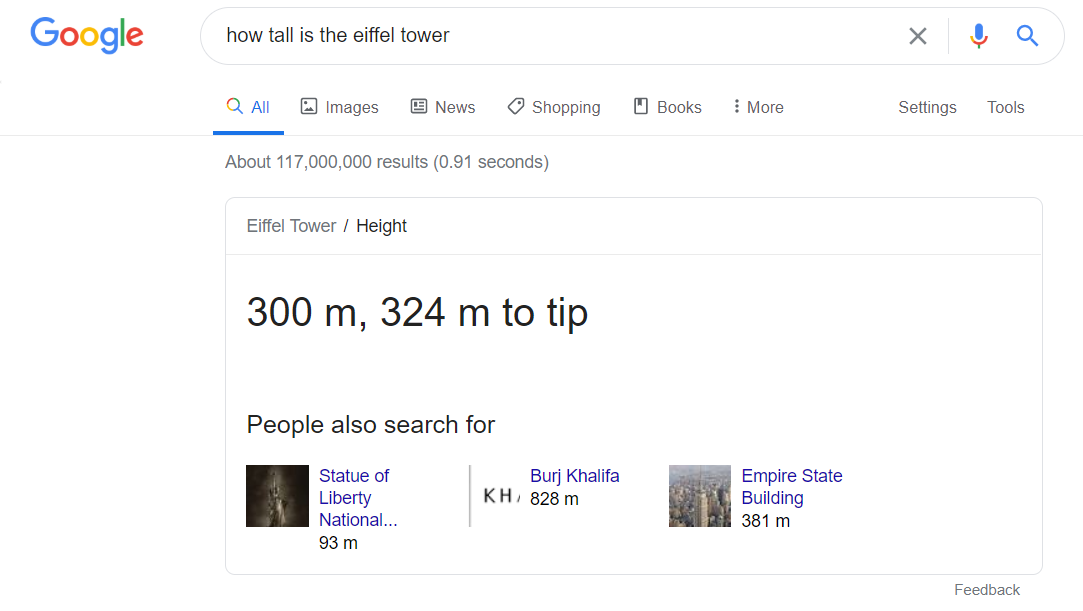 Google
how tall is the eiffel tower
All Images News Shopping Books More Settings Tools
About 117,000,000 results (0.91 seconds)
Eiffel Tower / Height
300 m, 324 m to tip
People also search for
Statue of
Liberty
National...
93 m
KHA
Burj Khalifa
828 m
Empire State
Building
381 m
Feedback